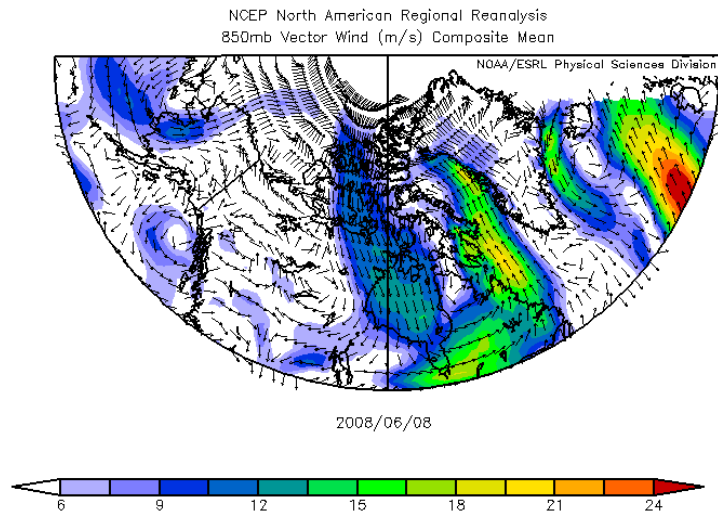 NCEP North American Regional Reanalysis
850mb Vector Wind (m/s) Composite Mean
NOAA/ESRL Physical Sciences Division
2008/06/08
6 9 12 15 18 21 24